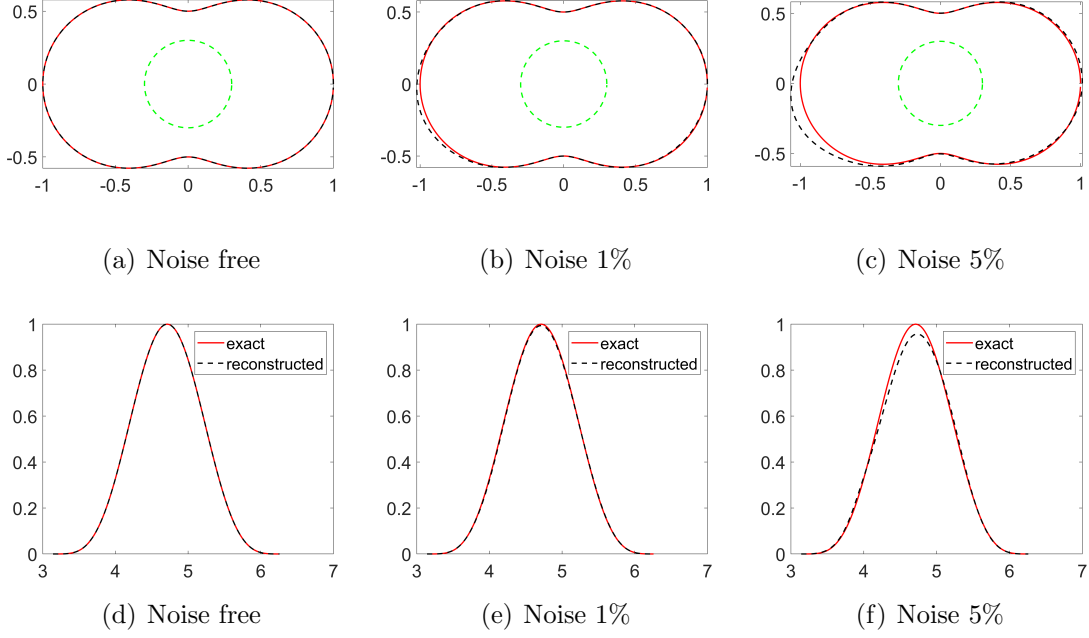 0.5 0.5 0.5
0 0 0
-0.5 -0.5 -0.5
-1 -0.5 0 0.5 1 -1 -0.5 0 0.5 1 -1 -0.5 0 0.5 1
(a) Noise free (b) Noise 1% (c) Noise 5%
1 1 1
exact exact exact
0.8 reconstructed 0.8 reconstructed 0.8 reconstructed
0.6 0.6 0.6
0.4 0.4 0.4
0.2 0.2 0.2
0 0 0
3 4 5 6 7 3 4 5 6 7 3 4 5 6 7
(d) Noise free (e) Noise 1% (f) Noise 5%